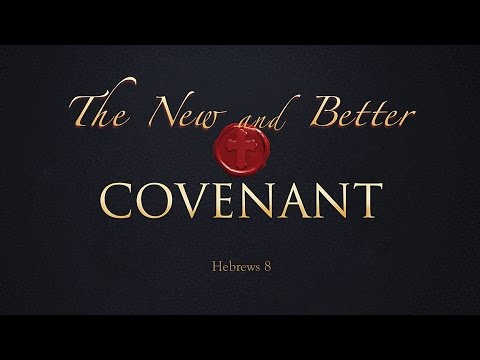 The New and Better
COVENANT
Hebrews 8